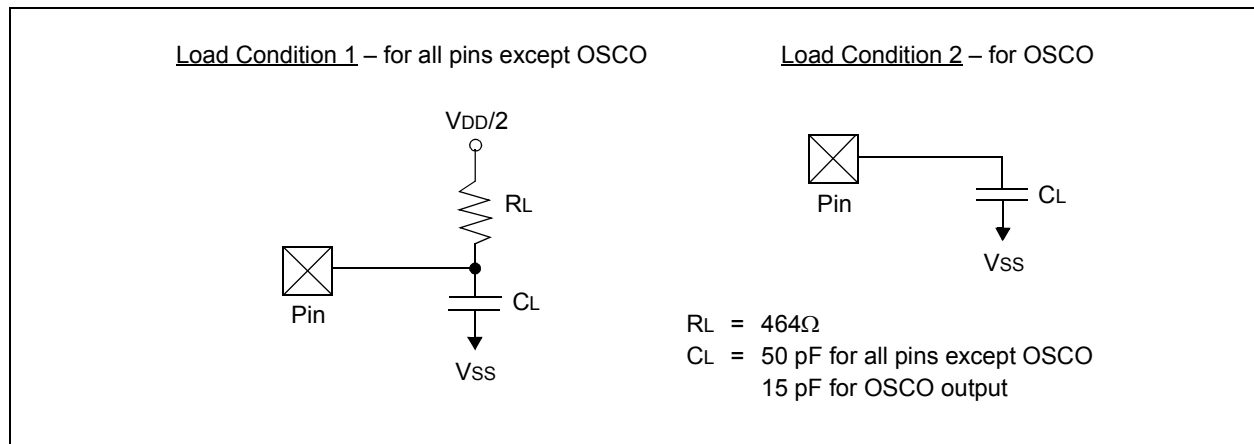 Load Condition 1 – for all pins except OSCO
VDD/2
RL
Pin
CL
VSS
Load Condition 2 – for OSCO
Pin
CL
VSS
RL = 464Ω
CL = 50 pF for all pins except OSCO
15 pF for OSCO output